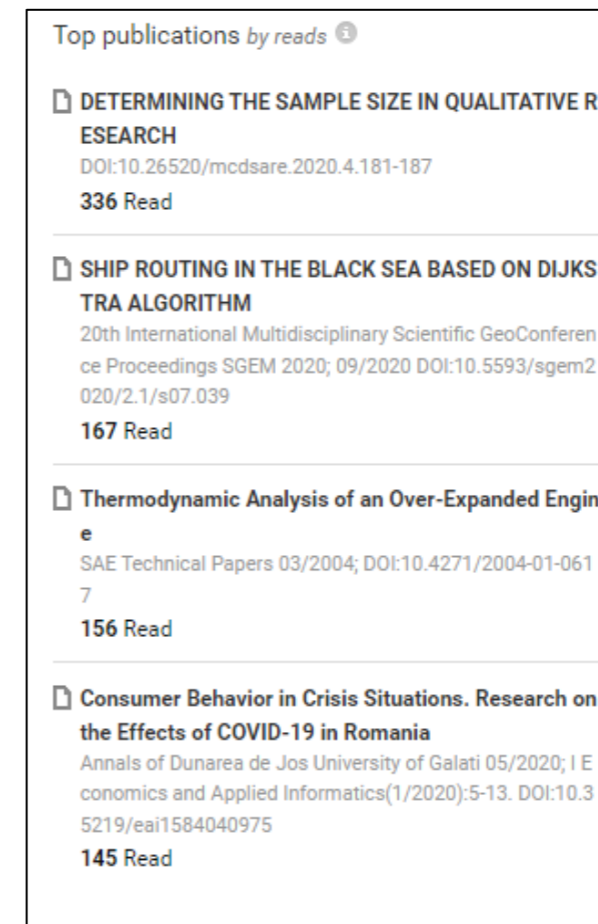 Top publications by reads
DETERMINING THE SAMPLE SIZE IN QUALITATIVE R
ESEARCH
DOI:10.26520/mcdsare.2020.4.181-187
336 Read
SHIP ROUTING IN THE BLACK SEA BASED ON DIJKS
TRA ALGORITHM
20th International Multidisciplinary Scientific GeoConferen
ce Proceedings SGEM 2020; 09/2020 DOI:10.5593/sgem2
020/2.1/s07.039
167 Read
Thermodynamic Analysis of an Over-Expanded Engin
e
SAE Technical Papers 03/2004; DOI:10.4271/2004-01-061
7
156 Read
Consumer Behavior in Crisis Situations. Research on
the Effects of COVID-19 in Romania
Annals of Dunarea de Jos University of Galati 05/2020; I E
conomics and Applied Informatics(1/2020):5-13. DOI:10.3
5219/eai1584040975
145 Read